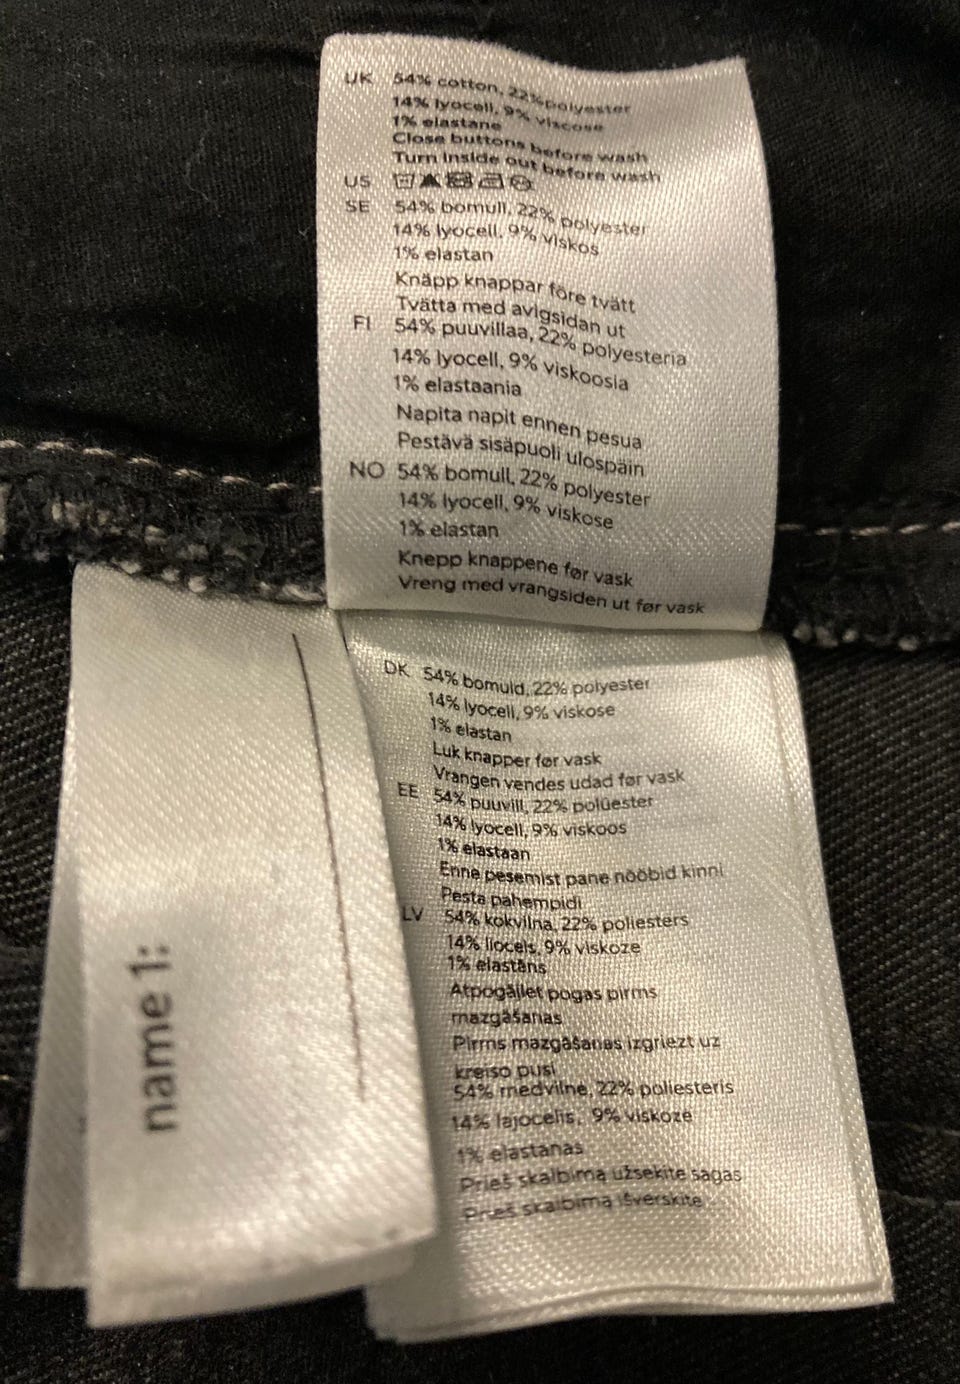 UK 54% cotton, 22%polyester
14% lyocell, 9% viscose
1% elastane
Close buttons before wash
Turn inside out before wash
US
SE 54% bomull, 22% polyester
14% lyocell, 9% viskos
1% elastan
Knäpp knappar före tvätt
Tvätta med avigsidan ut
FI 54% puuvillaa, 22% polyesteria
14% lyocell, 9% viskoosia
1% elastaania
Napita napit ennen pesua
Pestävä sisäpuoli ulospäin
NO 54% bomull, 22% polyester
14% lyocell, 9% viskose
1% elastan
Knepp knappene før vask
Vreng med vrangsiden ut før vask
DK 54% bomuld, 22% polyester
14% lyocell, 9% viskose
1% elastan
Luk knapper før vask
Vrangen vendes udad før vask
EE 54% puuvill, 22% polüester
14% lyocell, 9% viskoos
1% elastaan
Enne pesemist pane nööbid kinni
Pesta pahempidi
LV 54% kokvilna, 22% poliesters
14% liocels, 9% viskoze
1% elastāns
Atpogājiet pogas pirms
mazgāšanas
Pirms mazgāšanas izgriezt uz
kreiso pusi
54% medvilnė, 22% poliesteris
14% lajocelis, 9% viskozė
1% elastanas
Prieš skalbimą užsekite sagas
Prieš skalbimą išverskite
name 1: